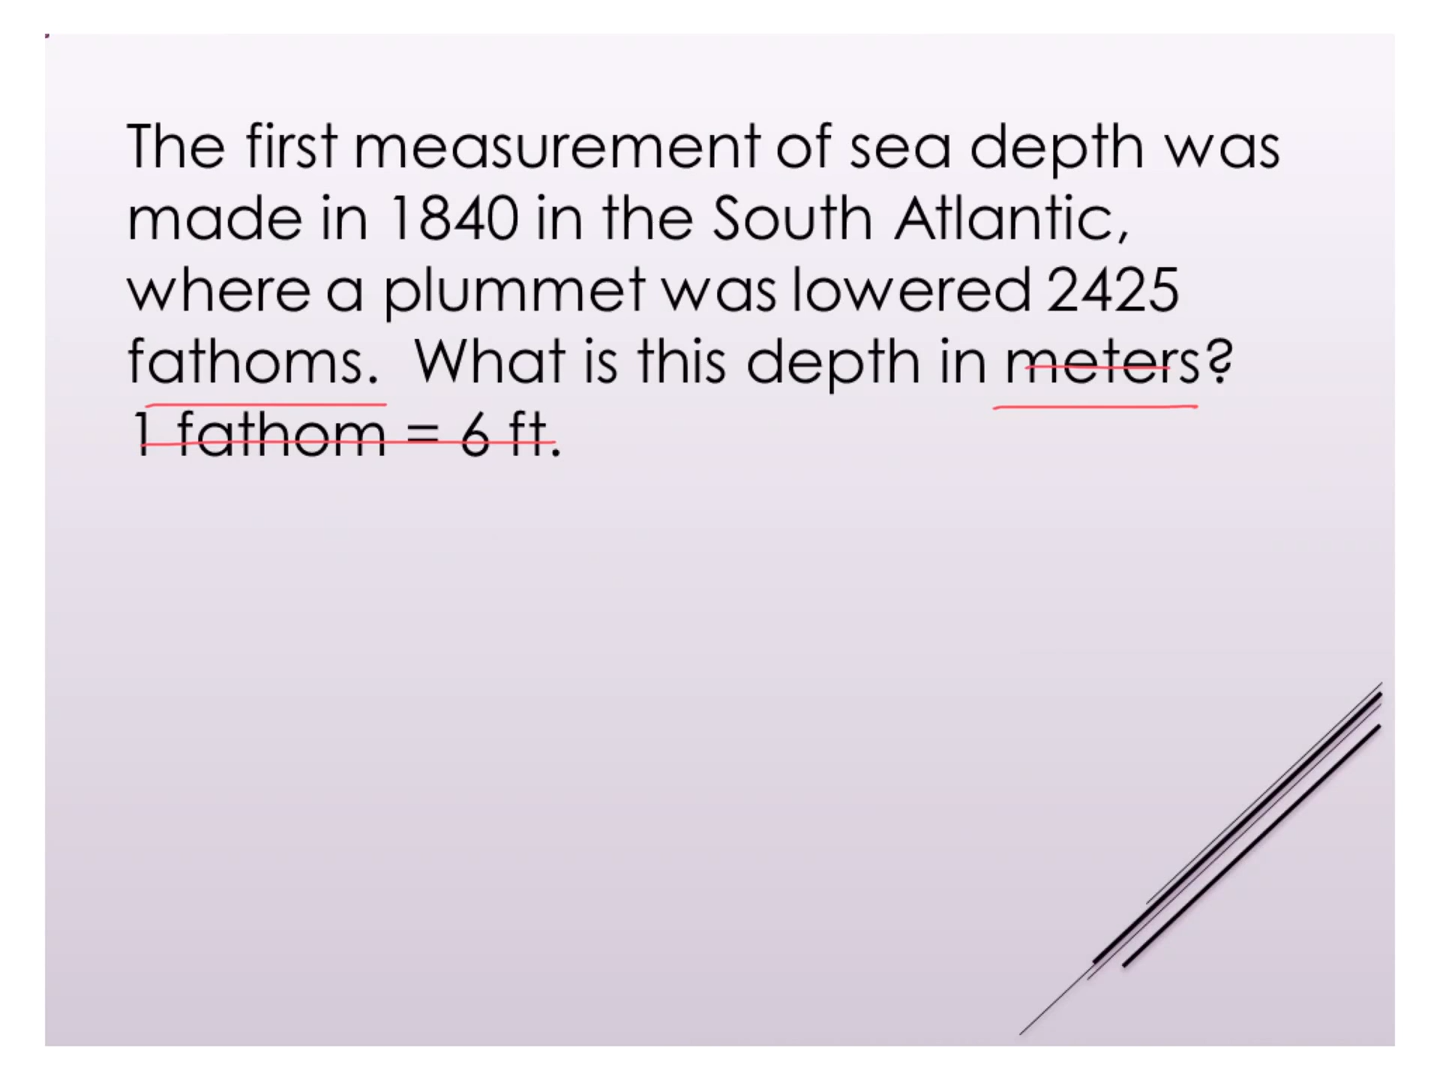 The first measurement of sea depth was
made in 1840 in the South Atlantic,
where a plummet was lowered 2425
fathoms.  What is this depth in meters?
1 fathom = 6 ft.